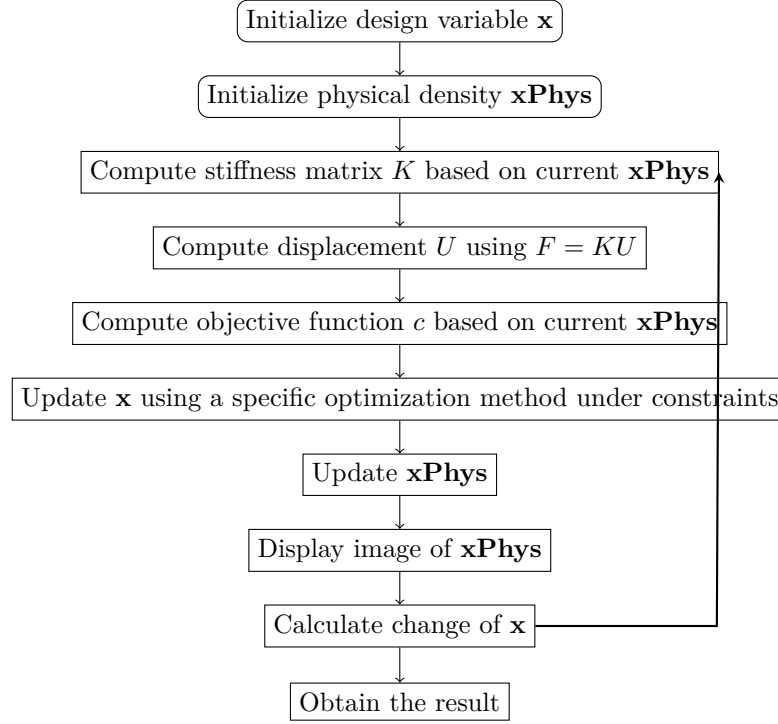 Initialize design variable x
Initialize physical density xPhys
Compute stiffness matrix K based on current xPhys
Compute displacement U using F = KU
Compute objective function c based on current xPhys
Update x using a specific optimization method under constraints
Update xPhys
Display image of xPhys
Calculate change of x
Obtain the result